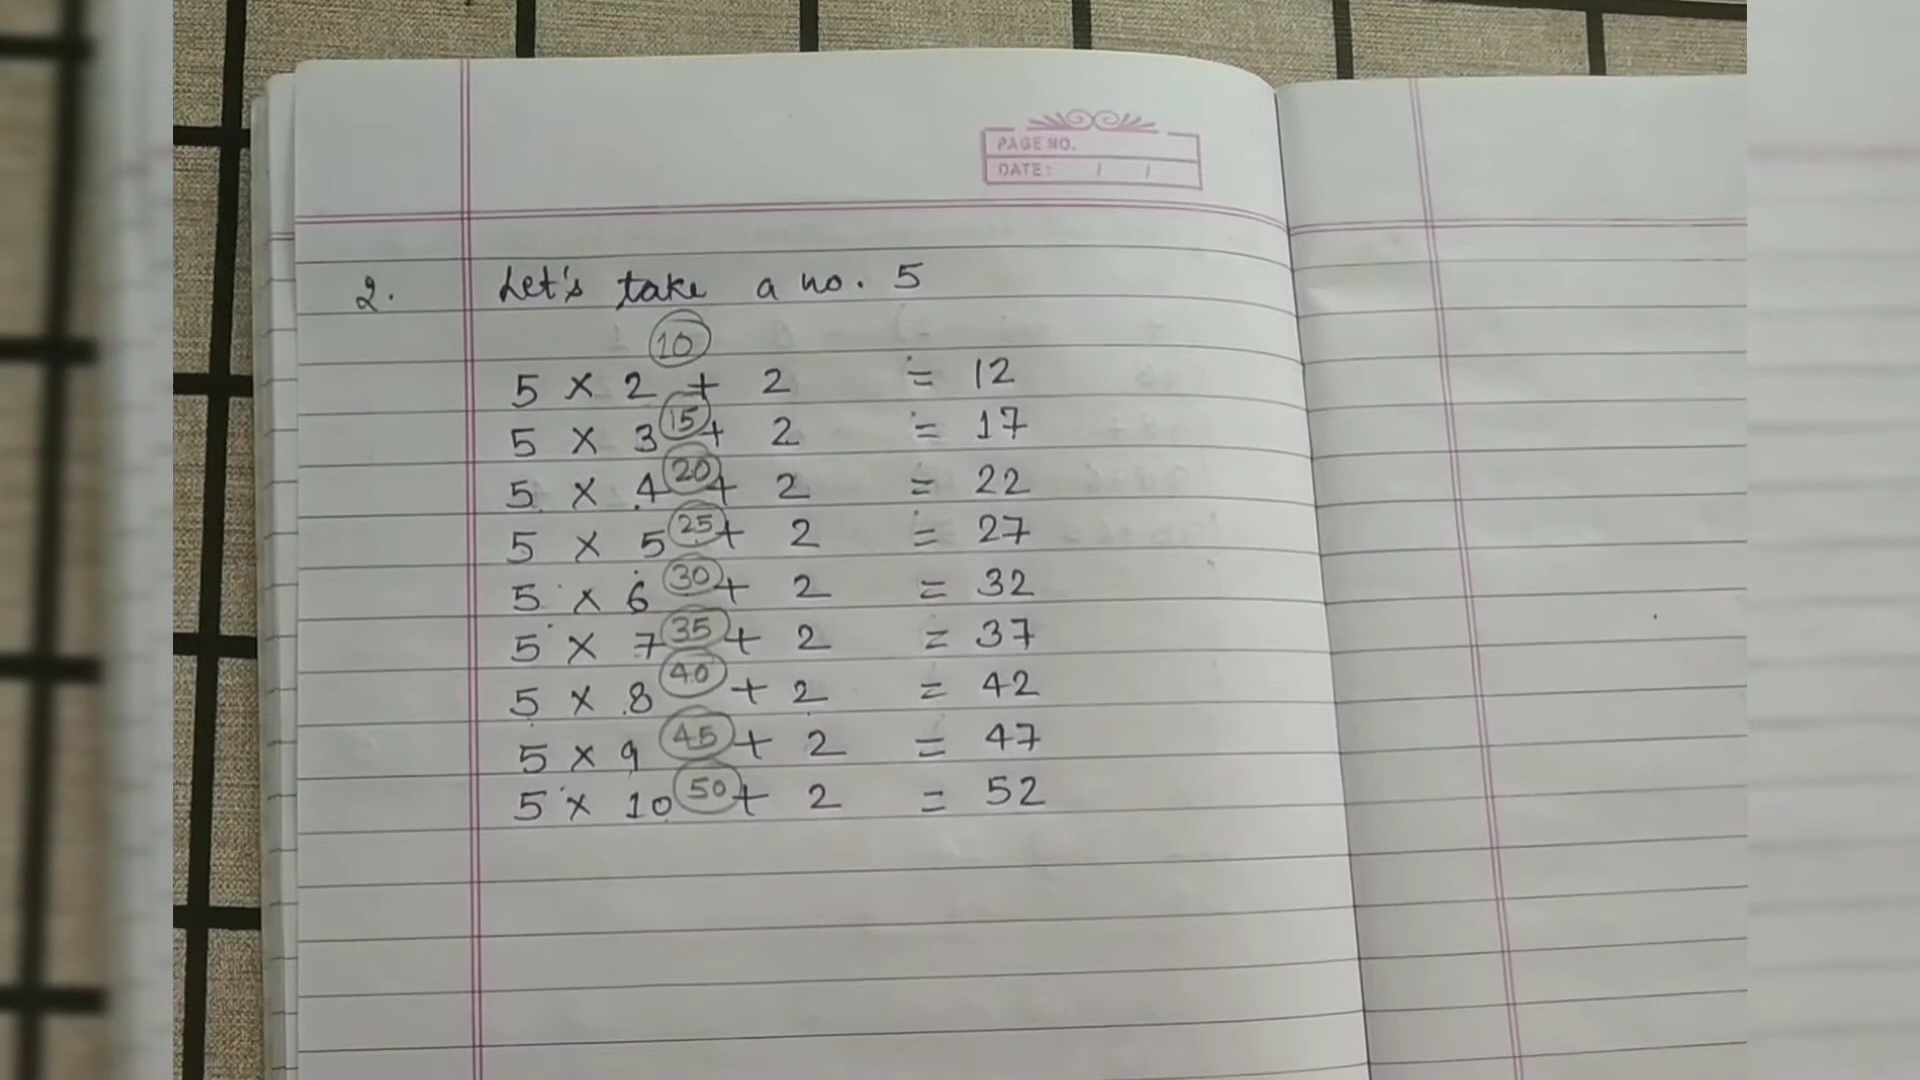 PAGE NO.
DATE: / /
2. Let's take a no. 5
10
5 × 2 + 2 = 12
5 × 3 15 + 2 = 17
5 × 4 20 + 2 = 22
5 × 5 25 + 2 = 27
5 × 6 30 + 2 = 32
5 × 7 35 + 2 = 37
5 × 8 40 + 2 = 42
5 × 9 45 + 2 = 47
5 × 10 50 + 2 = 52